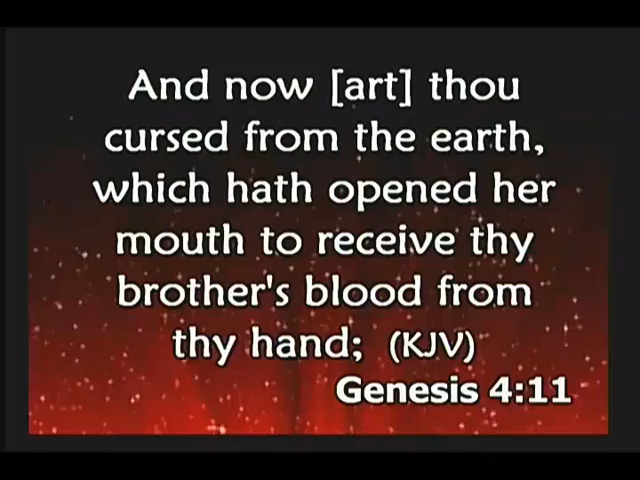 And now [art] thou
cursed from the earth,
which hath opened her
mouth to receive thy
brother's blood from
thy hand; (KJV)
Genesis 4:11